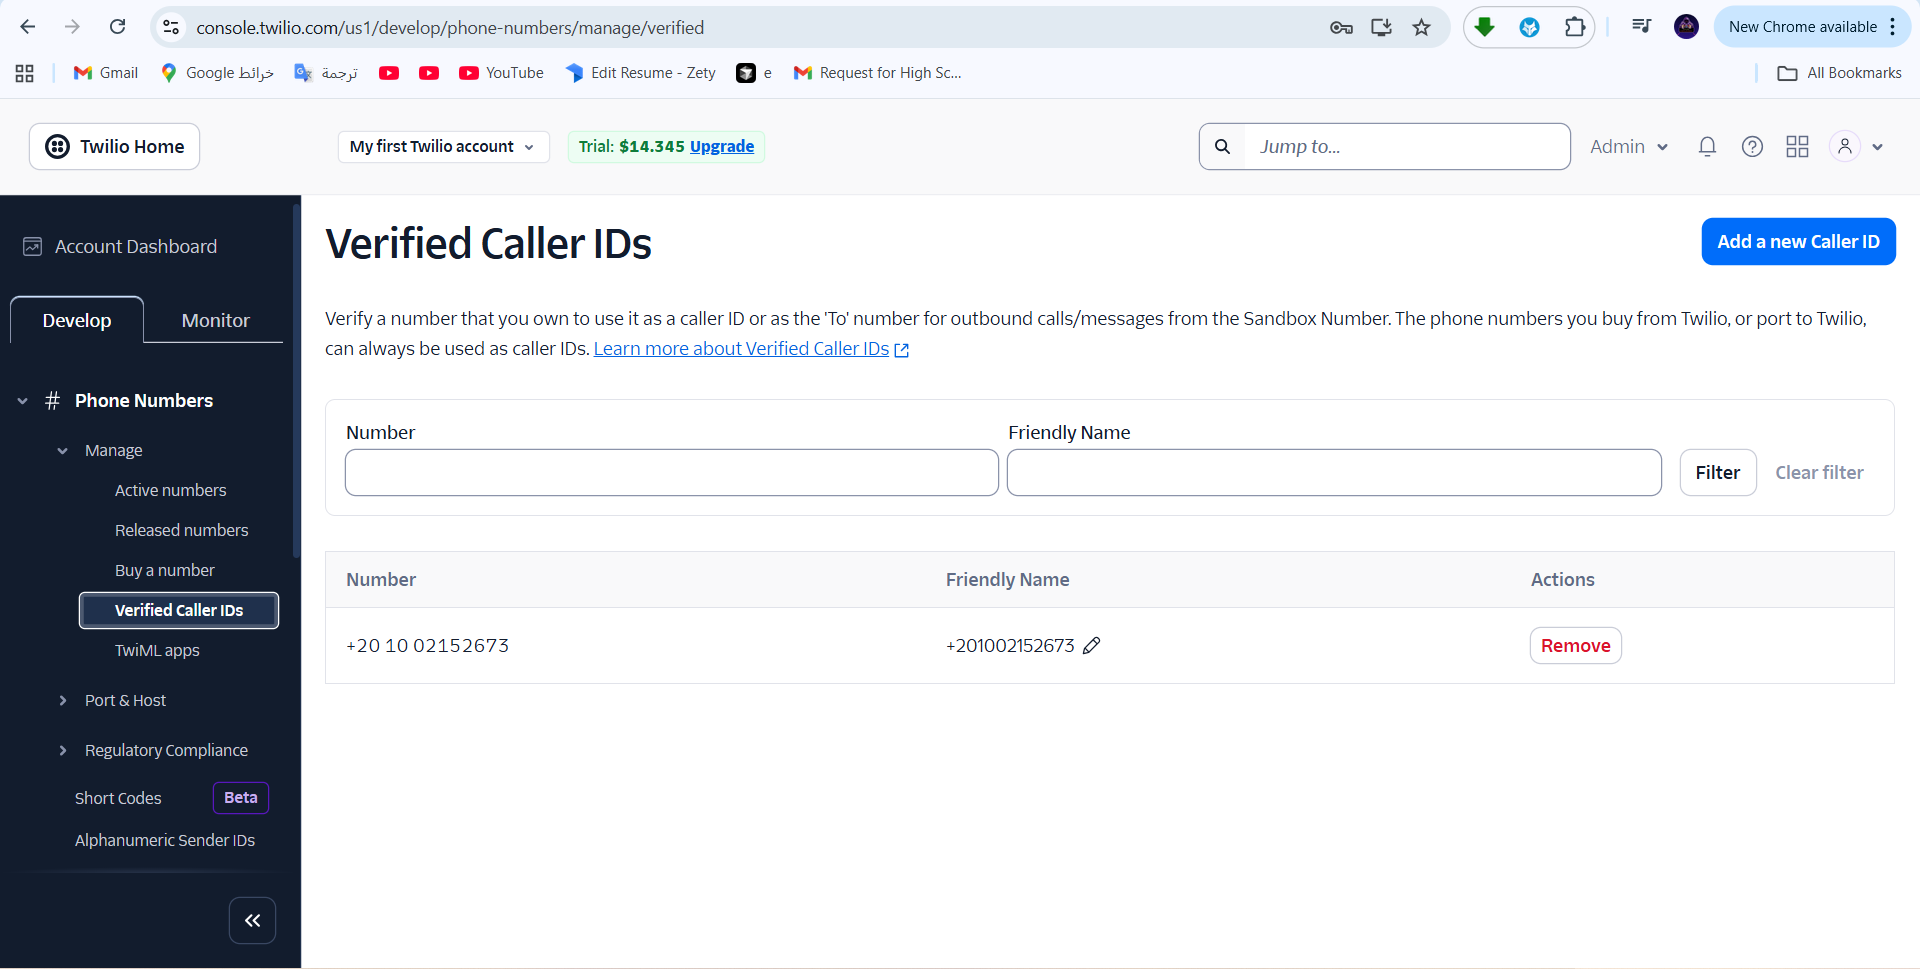 console.twilio.com/us1/develop/phone-numbers/manage/verified
New Chrome available
Gmail
Google خرائط
ترجمة
YouTube
Edit Resume - Zety
e
Request for High Sc...
All Bookmarks
Twilio Home
My first Twilio account
Trial: $14.345 Upgrade
Jump to...
Admin
Account Dashboard
Develop
Monitor
# Phone Numbers
Manage
Active numbers
Released numbers
Buy a number
Verified Caller IDs
TwiML apps
Port & Host
Regulatory Compliance
Short Codes
Beta
Alphanumeric Sender IDs
Verified Caller IDs
Add a new Caller ID
Verify a number that you own to use it as a caller ID or as the 'To' number for outbound calls/messages from the Sandbox Number. The phone numbers you buy from Twilio, or port to Twilio,
can always be used as caller IDs. Learn more about Verified Caller IDs
Number
Friendly Name
Filter
Clear filter
Number Friendly Name Actions
+20 10 02152673 +201002152673 Remove